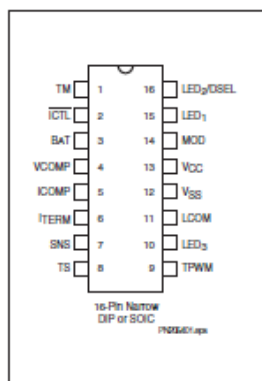 TM 1 16 LED2/DSEL
ICTL 2 15 LED1
BAT 3 14 MOD
VCOMP 4 13 VCC
ICOMP 5 12 VSS
ITERM 6 11 LCOM
SNS 7 10 LED3
TS 8 9 TPWM
16-Pin Narrow
DIP or SOIC